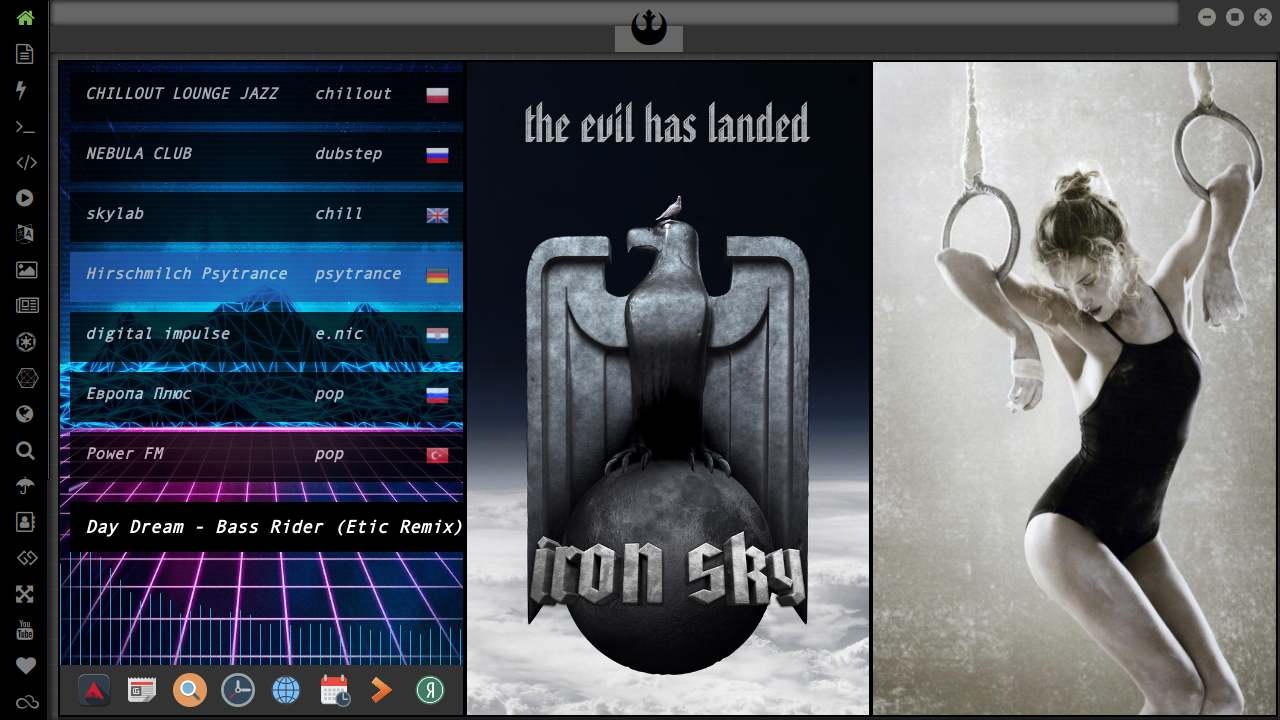 CHILLOUT LOUNGE JAZZ chillout
NEBULA CLUB dubstep
skylab chill
Hirschmilch Psytrance psytrance
digital impulse e.nic
Европа Плюс pop
Power FM pop
Day Dream - Bass Rider (Etic Remix)
Я
the evil has landed
iron sky
You
Tube